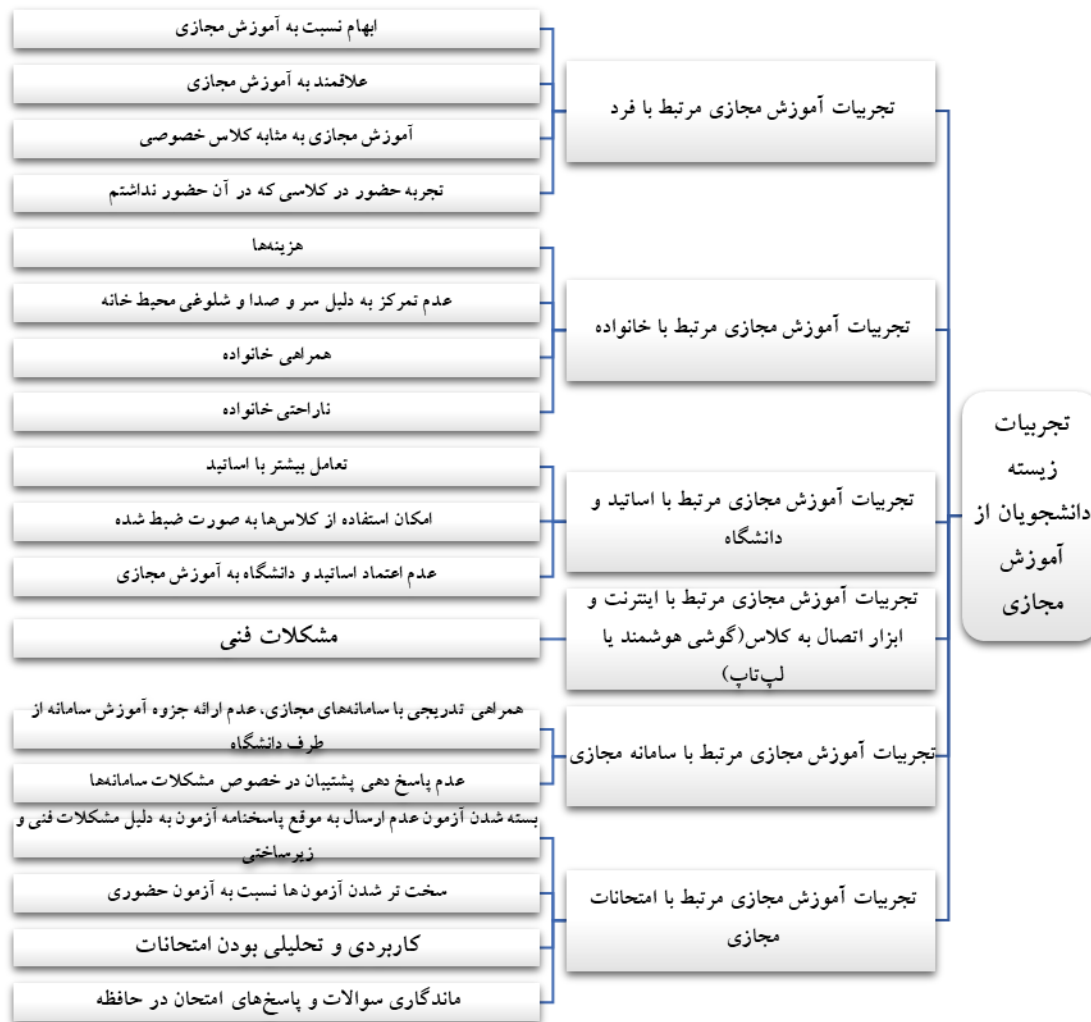 تجربیات
زیسته
دانشجویان از
آموزش
مجازی
تجربیات آموزش مجازی مرتبط با فرد
ابهام نسبت به آموزش مجازی
علاقمند به آموزش مجازی
آموزش مجازی به مثابه کلاس خصوصی
تجربه حضور در کلاسی که در آن حضور نداشتم
تجربیات آموزش مجازی مرتبط با خانواده
هزینه‌ها
عدم تمرکز به دلیل سر و صدا و شلوغی محیط خانه
همراهی خانواده
ناراحتی خانواده
تجربیات آموزش مجازی مرتبط با اساتید و
دانشگاه
تعامل بیشتر با اساتید
امکان استفاده از کلاس‌ها به صورت ضبط شده
عدم اعتماد اساتید و دانشگاه به آموزش مجازی
تجربیات آموزش مجازی مرتبط با اینترنت و
ابزار اتصال به کلاس(گوشی هوشمند یا
لپ‌تاپ)
مشکلات فنی
تجربیات آموزش مجازی مرتبط با سامانه مجازی
همراهی تدریجی با سامانه‌های مجازی، عدم ارائه جزوه آموزش سامانه از
طرف دانشگاه
عدم پاسخ دهی پشتیبان در خصوص مشکلات سامانه‌ها
تجربیات آموزش مجازی مرتبط با امتحانات
مجازی
بسته شدن آزمون عدم ارسال به موقع پاسخنامه آزمون به دلیل مشکلات فنی و
زیرساختی
سخت تر شدن آزمون ها نسبت به آزمون حضوری
کاربردی و تحلیلی بودن امتحانات
ماندگاری سوالات و پاسخ‌های امتحان در حافظه